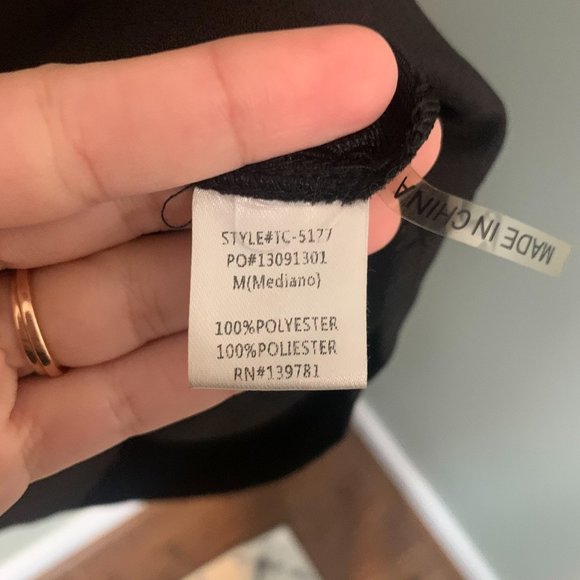 STYLE#TC-5177
PO#13091301
M(Mediano)
100%POLYESTER
100%POLIESTER
RN#139781
MADE IN CHINA